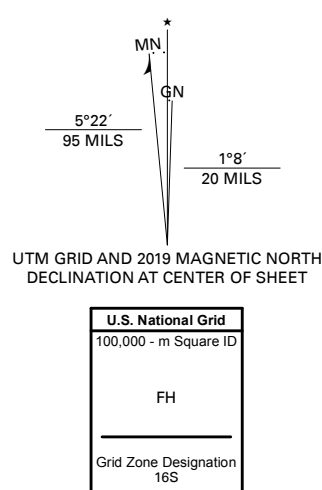 MN
GN
5°22´
95 MILS
1°8´
20 MILS
UTM GRID AND 2019 MAGNETIC NORTH
DECLINATION AT CENTER OF SHEET
U.S. National Grid
100,000 - m Square ID
FH
Grid Zone Designation
16S